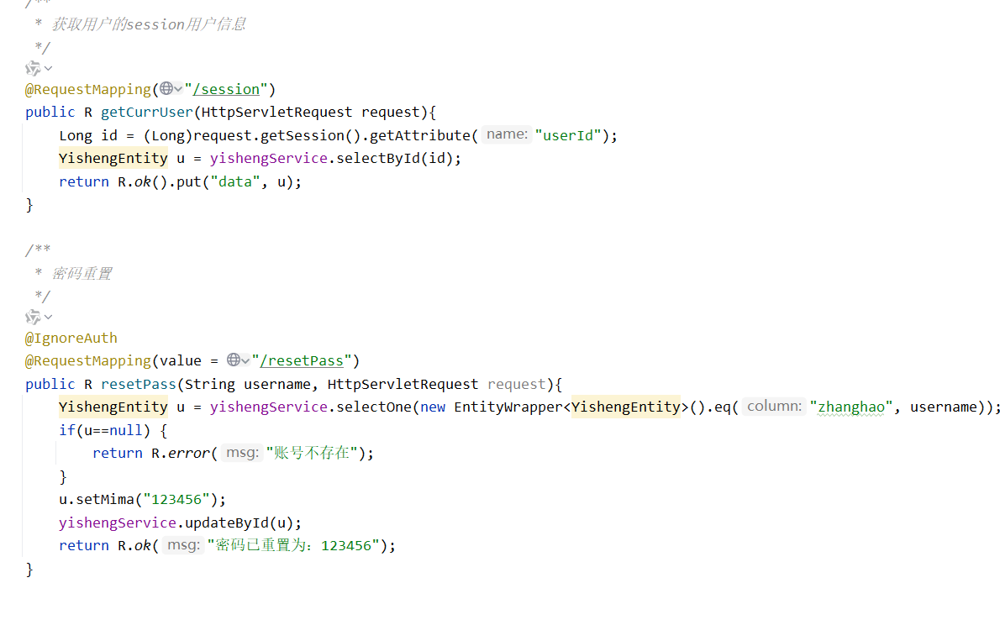 /**
 * 获取用户的session用户信息
 */
@RequestMapping("/session")
public R getCurrUser(HttpServletRequest request){
    Long id = (Long)request.getSession().getAttribute( name: "userId");
    YishengEntity u = yishengService.selectById(id);
    return R.ok().put("data", u);
}
/**
 * 密码重置
 */
@IgnoreAuth
@RequestMapping(value = "/resetPass")
public R resetPass(String username, HttpServletRequest request){
    YishengEntity u = yishengService.selectOne(new EntityWrapper<YishengEntity>().eq( column: "zhanghao", username));
    if(u==null) {
        return R.error( msg: "账号不存在");
    }
    u.setMima("123456");
    yishengService.updateById(u);
    return R.ok( msg: "密码已重置为：123456");
}